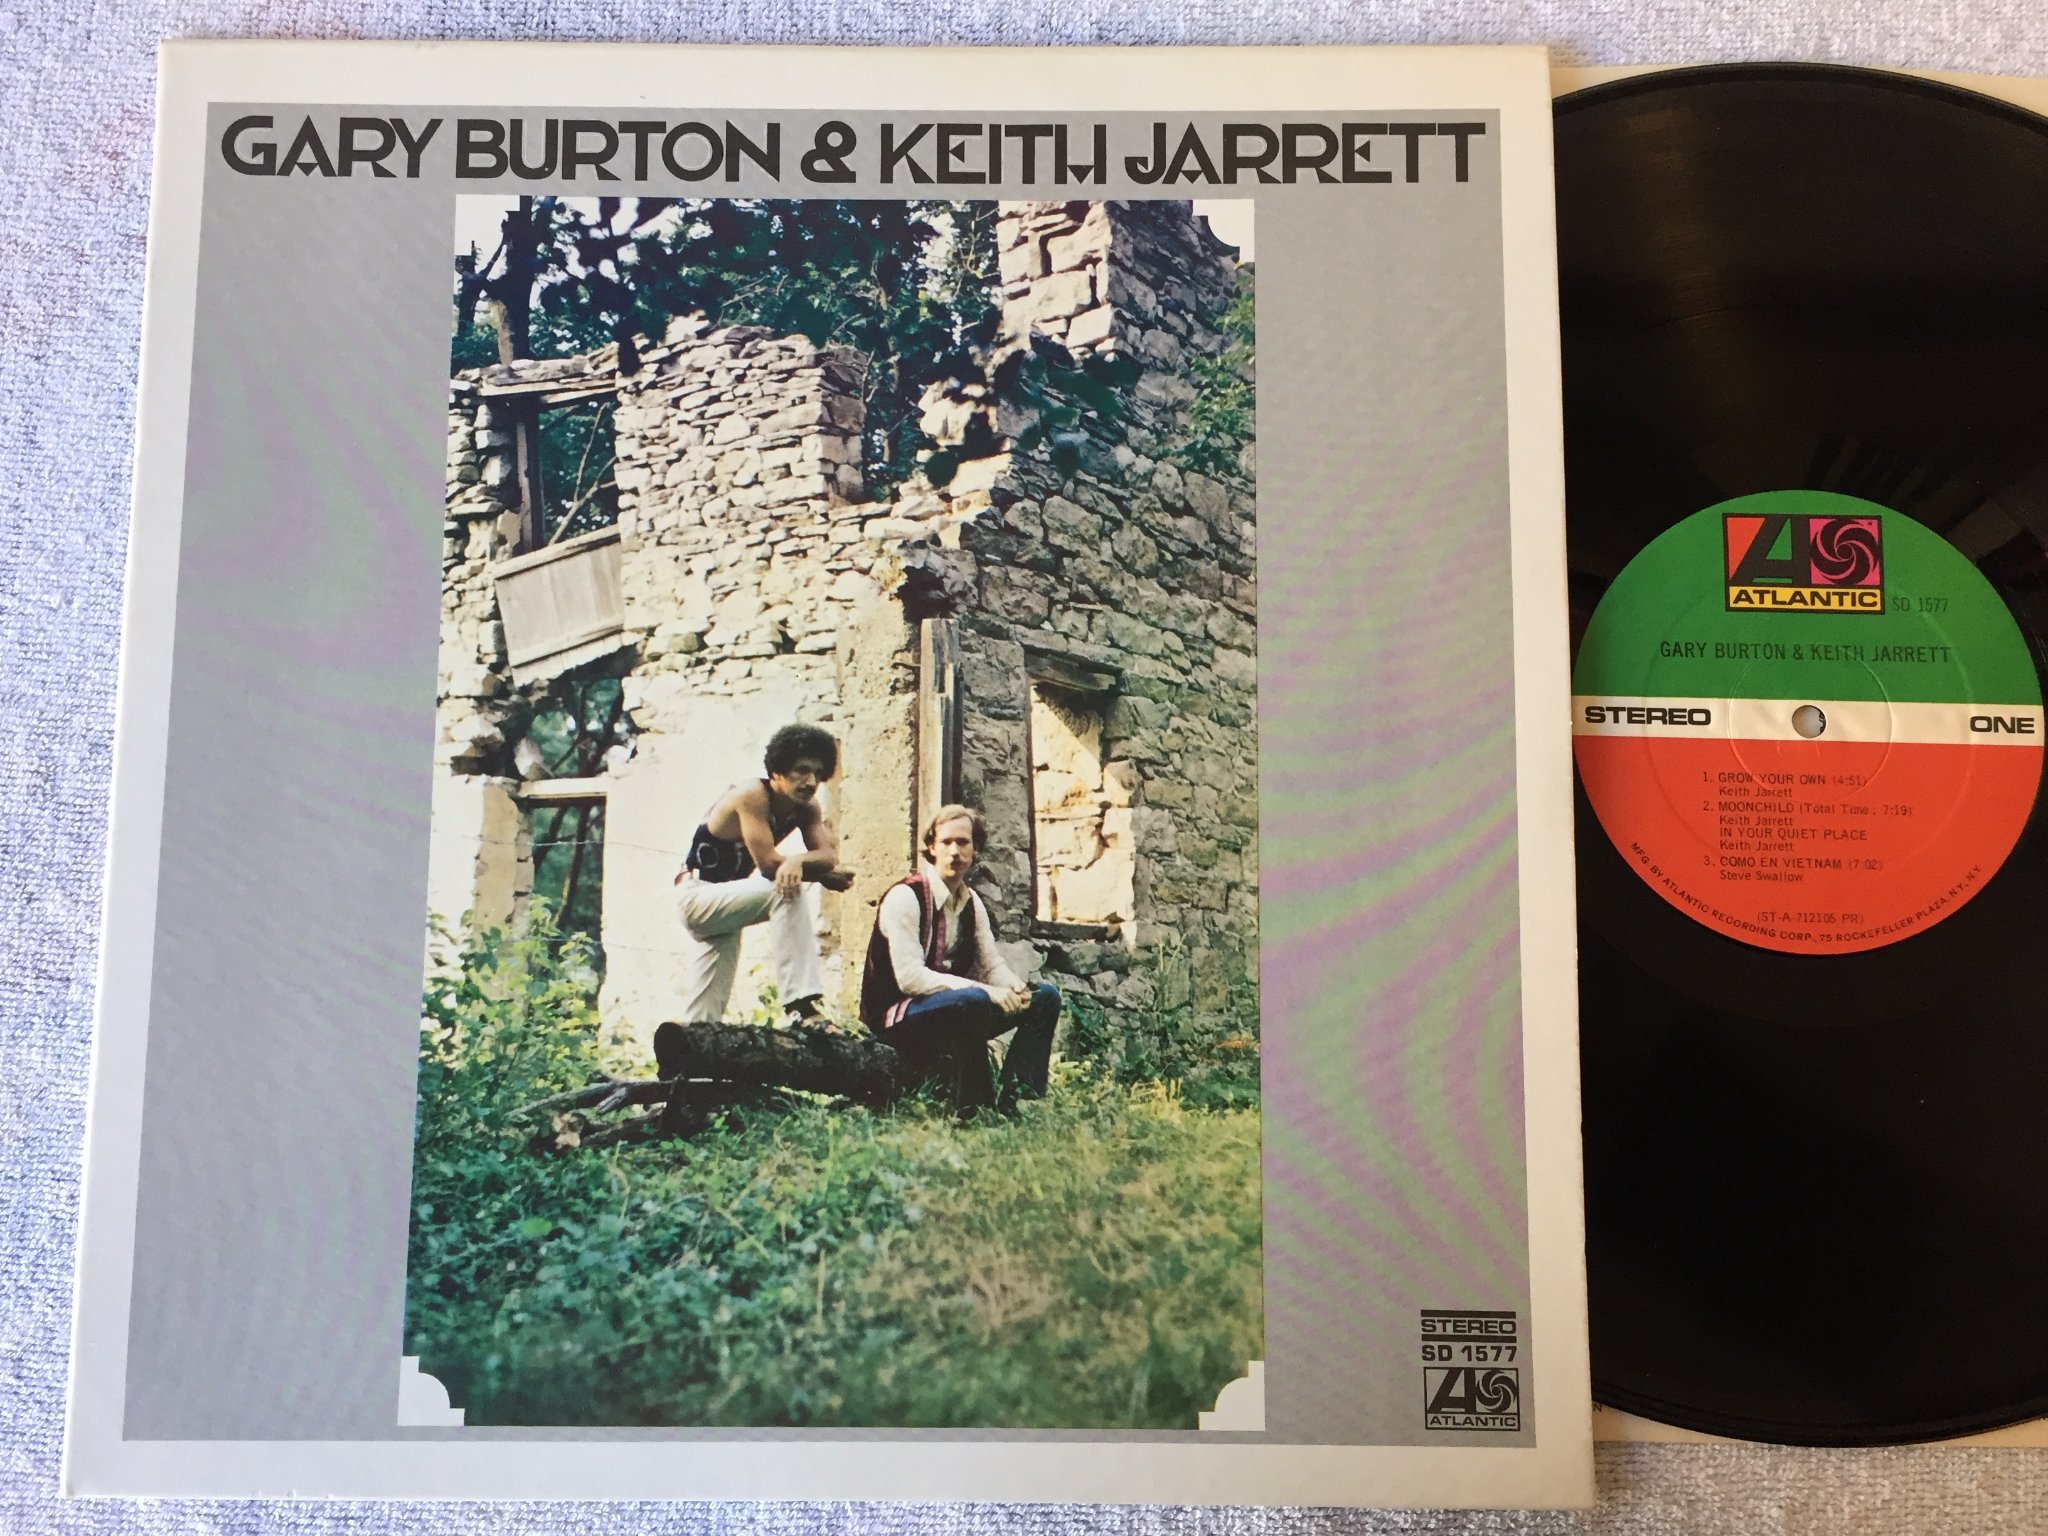 GARY BURTON & KEITH JARRETT
STEREO
SD 1577
ATLANTIC
ATLANTIC
SD 1577
GARY BURTON & KEITH JARRETT
STEREO
ONE
1. GROW YOUR OWN (4:51)
Keith Jarrett
2. MOONCHILD (Total Time: 7:19)
Keith Jarrett
IN YOUR QUIET PLACE
Keith Jarrett
3. COMO EN VIETNAM (7:02)
Steve Swallow
(ST-A-712105 PR)
MFG. BY ATLANTIC RECORDING CORP., 75 ROCKEFELLER PLAZA, N.Y., N.Y.